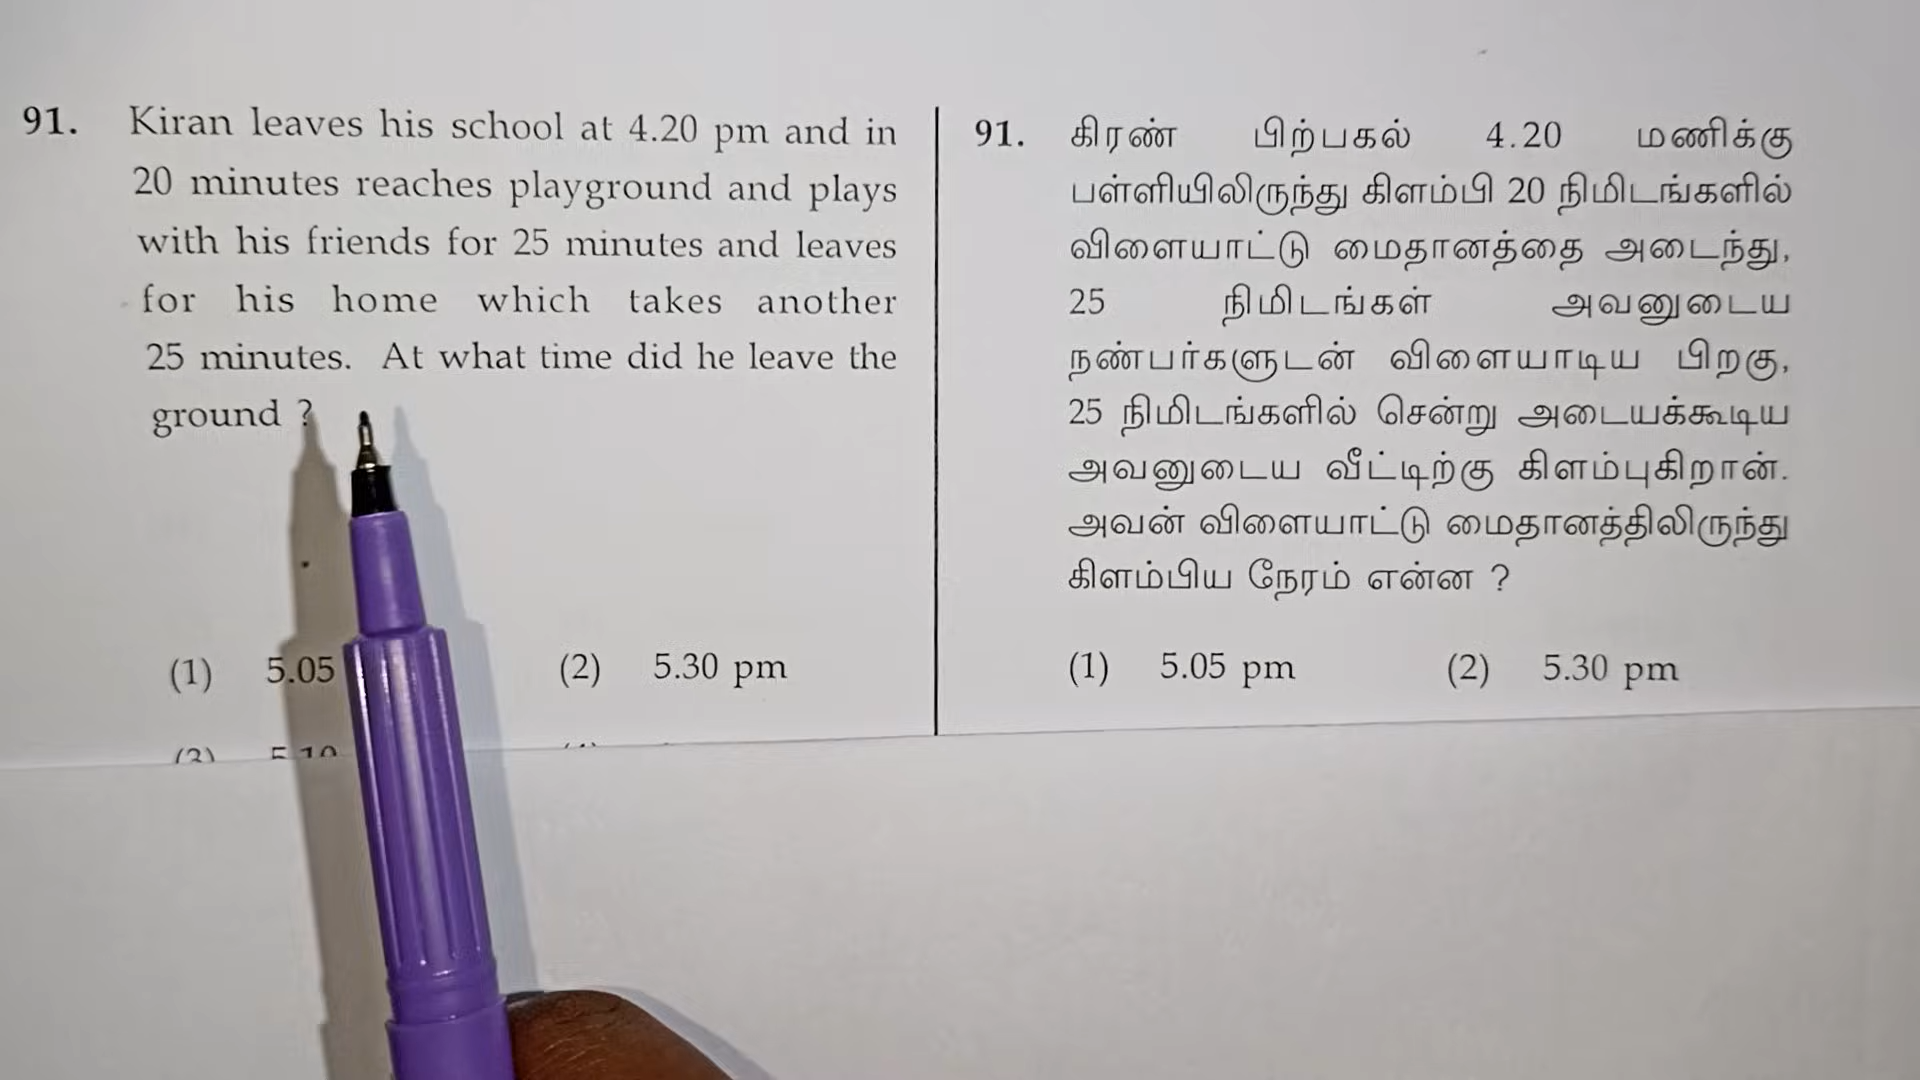 91. Kiran leaves his school at 4.20 pm and in
20 minutes reaches playground and plays
with his friends for 25 minutes and leaves
for his home which takes another
25 minutes. At what time did he leave the
ground ?
(1) 5.05 (2) 5.30 pm
91. கிரண் பிற்பகல் 4.20 மணிக்கு
பள்ளியிலிருந்து கிளம்பி 20 நிமிடங்களில்
விளையாட்டு மைதானத்தை அடைந்து,
25 நிமிடங்கள் அவனுடைய
நண்பர்களுடன் விளையாடிய பிறகு,
25 நிமிடங்களில் சென்று அடையக்கூடிய
அவனுடைய வீட்டிற்கு கிளம்புகிறான்.
அவன் விளையாட்டு மைதானத்திலிருந்து
கிளம்பிய நேரம் என்ன ?
(1) 5.05 pm (2) 5.30 pm